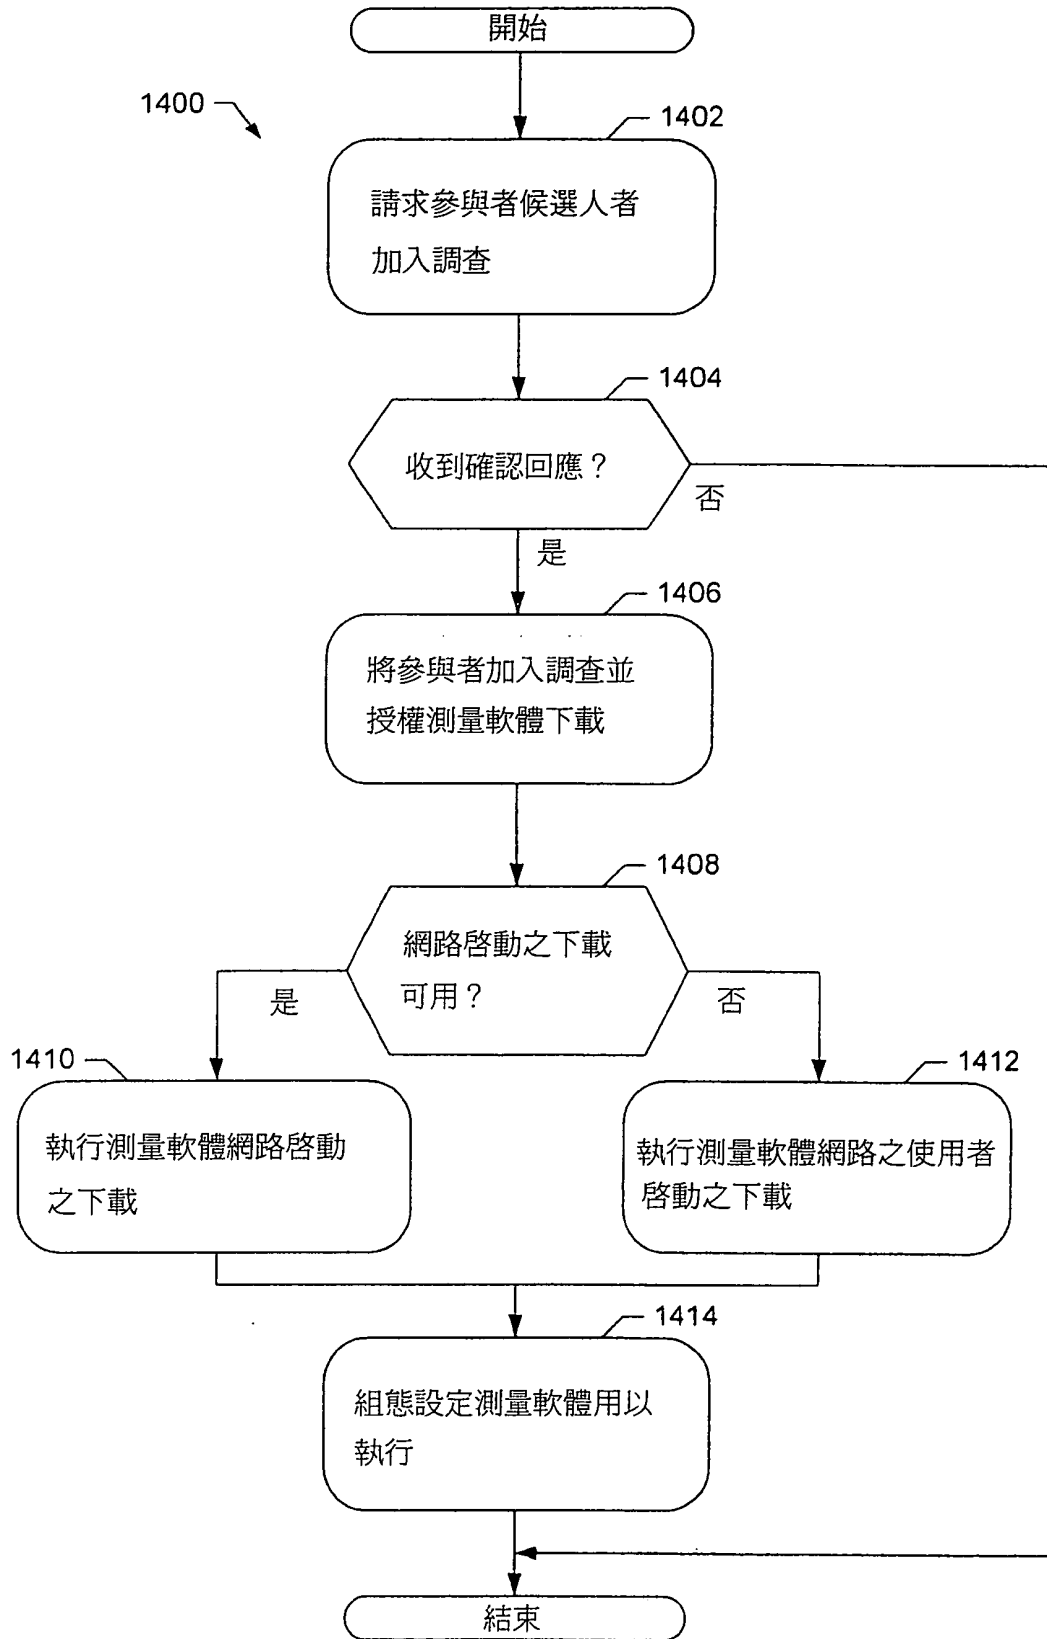 開始
1400
1402
請求參與者候選人者
加入調查
1404
收到確認回應？
否
是
1406
將參與者加入調查並
授權測量軟體下載
1408
網路啓動之下載
可用？
是
否
1410
1412
執行測量軟體網路啓動
之下載
執行測量軟體網路之使用者
啓動之下載
1414
組態設定測量軟體用以
執行
結束